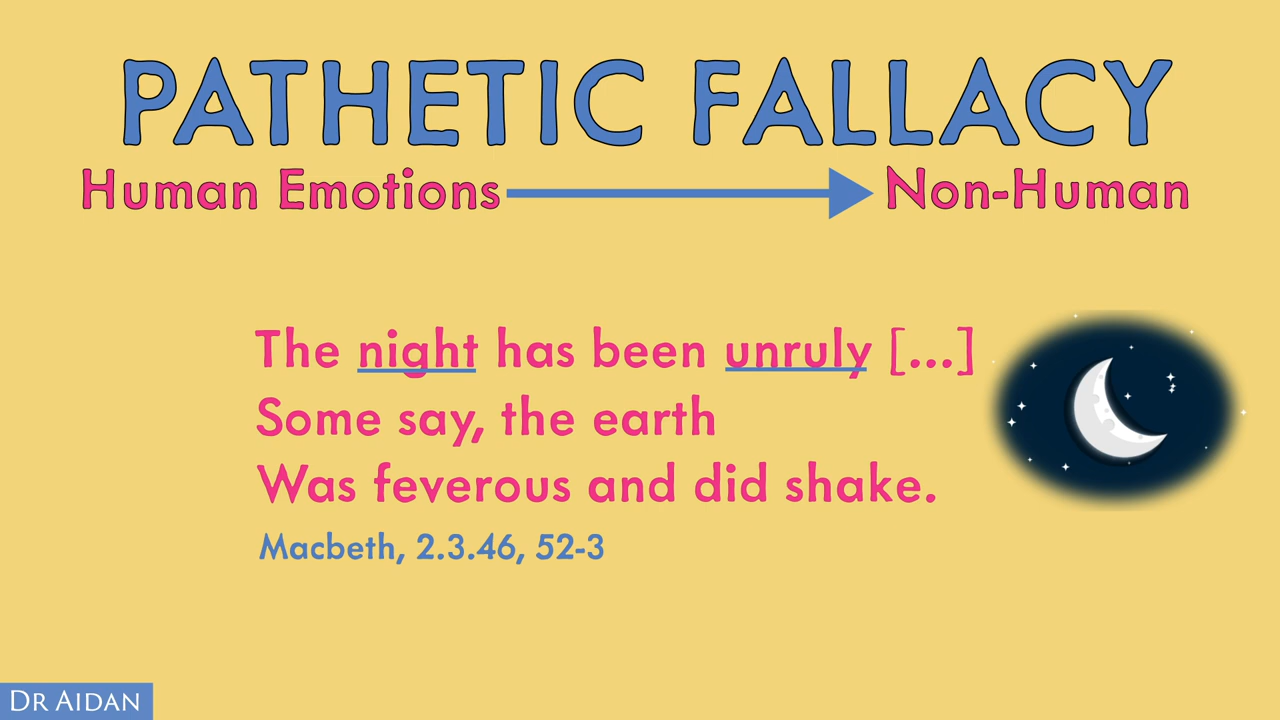 PATHETIC FALLACY
Human Emotions Non-Human
The night has been unruly [...]
Some say, the earth
Was feverous and did shake.
Macbeth, 2.3.46, 52-3
DR AIDAN